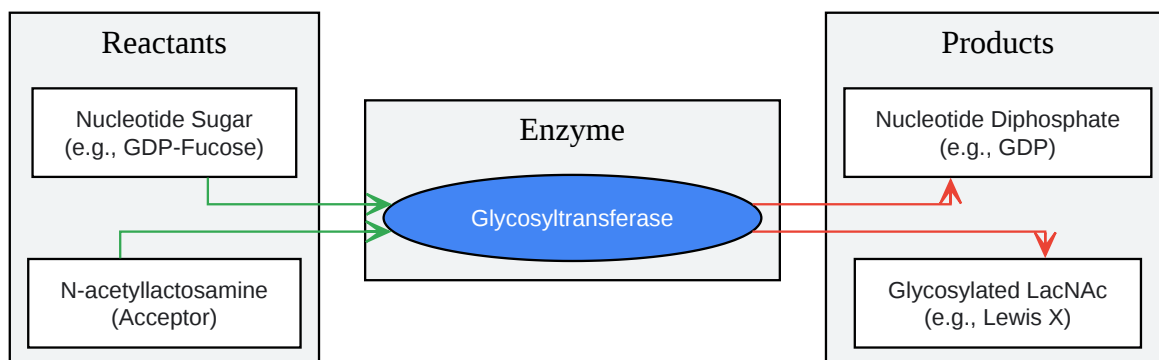 Reactants
Nucleotide Sugar
(e.g., GDP-Fucose)
N-acetyllactosamine
(Acceptor)
Enzyme
Glycosyltransferase
Products
Nucleotide Diphosphate
(e.g., GDP)
Glycosylated LacNAc
(e.g., Lewis X)